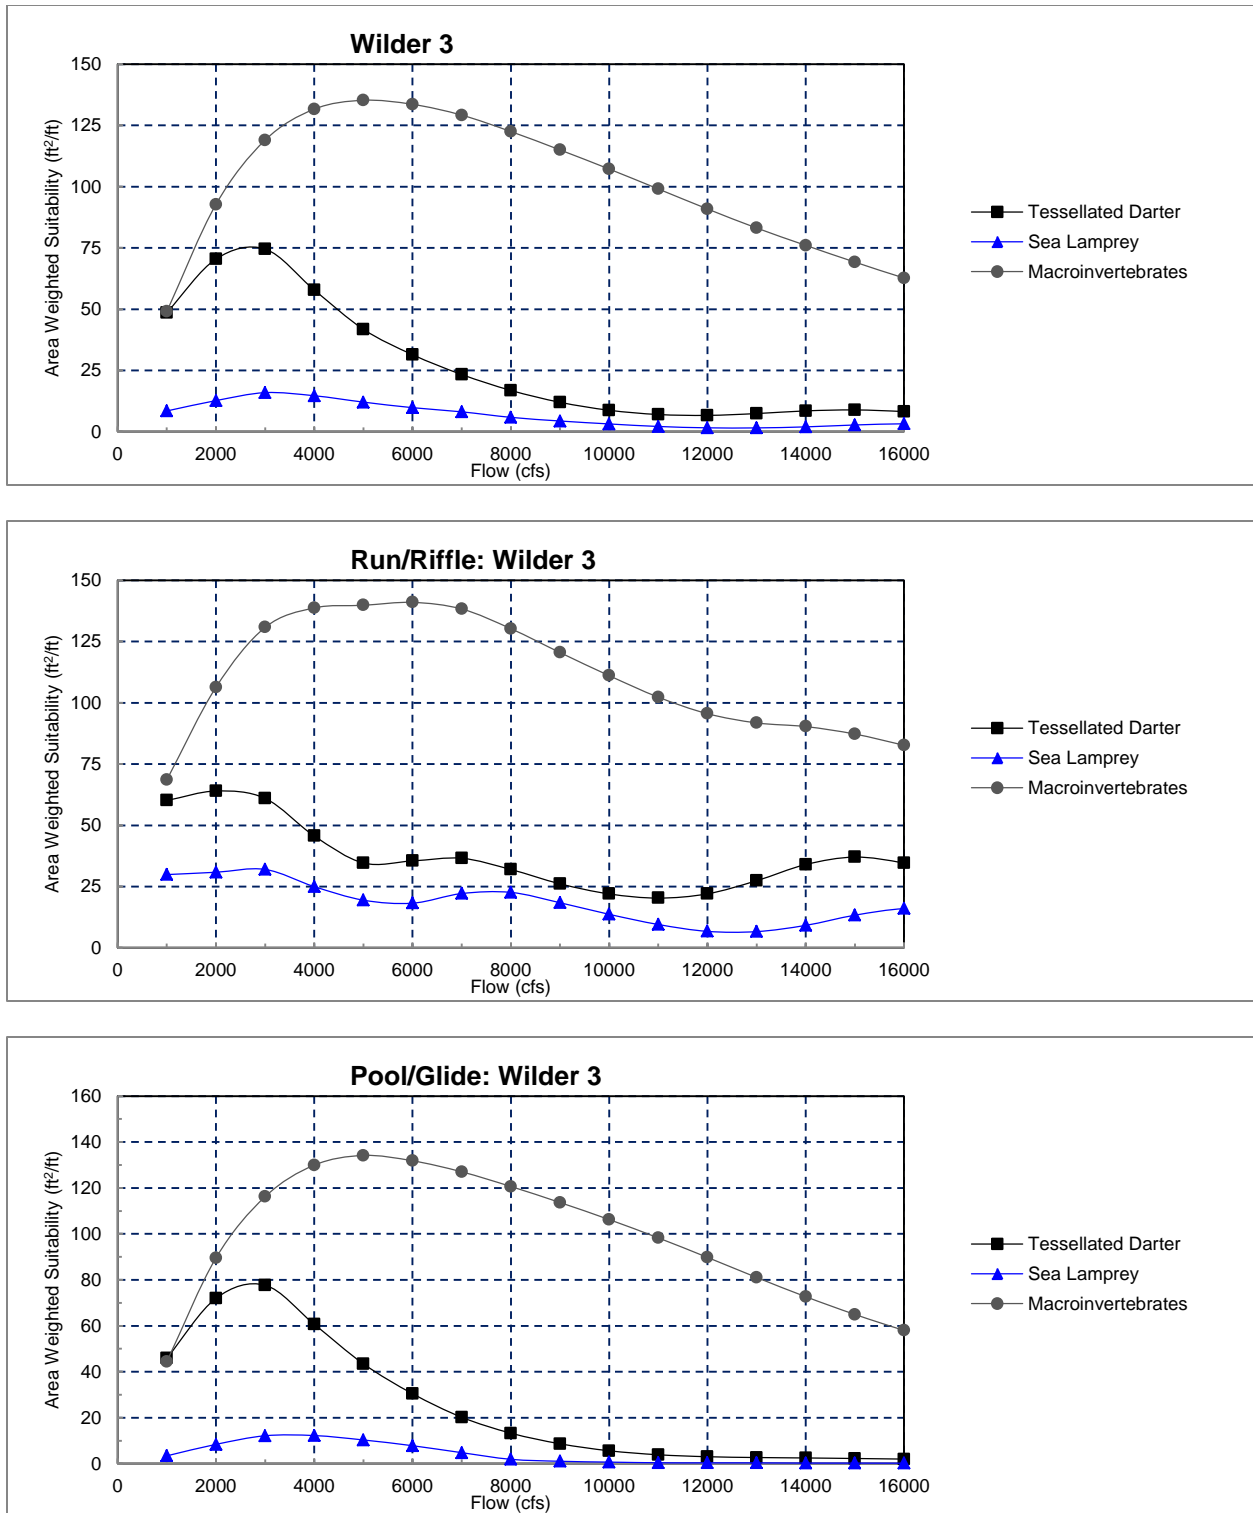 Wilder 3
150
125
100
75
50
25
0
Area Weighted Suitability (ft²/ft)
0 2000 4000 6000 8000 10000 12000 14000 16000
Flow (cfs)
Tessellated Darter
Sea Lamprey
Macroinvertebrates
Run/Riffle: Wilder 3
150
125
100
75
50
25
0
Area Weighted Suitability (ft²/ft)
0 2000 4000 6000 8000 10000 12000 14000 16000
Flow (cfs)
Tessellated Darter
Sea Lamprey
Macroinvertebrates
Pool/Glide: Wilder 3
160
140
120
100
80
60
40
20
0
Area Weighted Suitability (ft²/ft)
0 2000 4000 6000 8000 10000 12000 14000 16000
Flow (cfs)
Tessellated Darter
Sea Lamprey
Macroinvertebrates